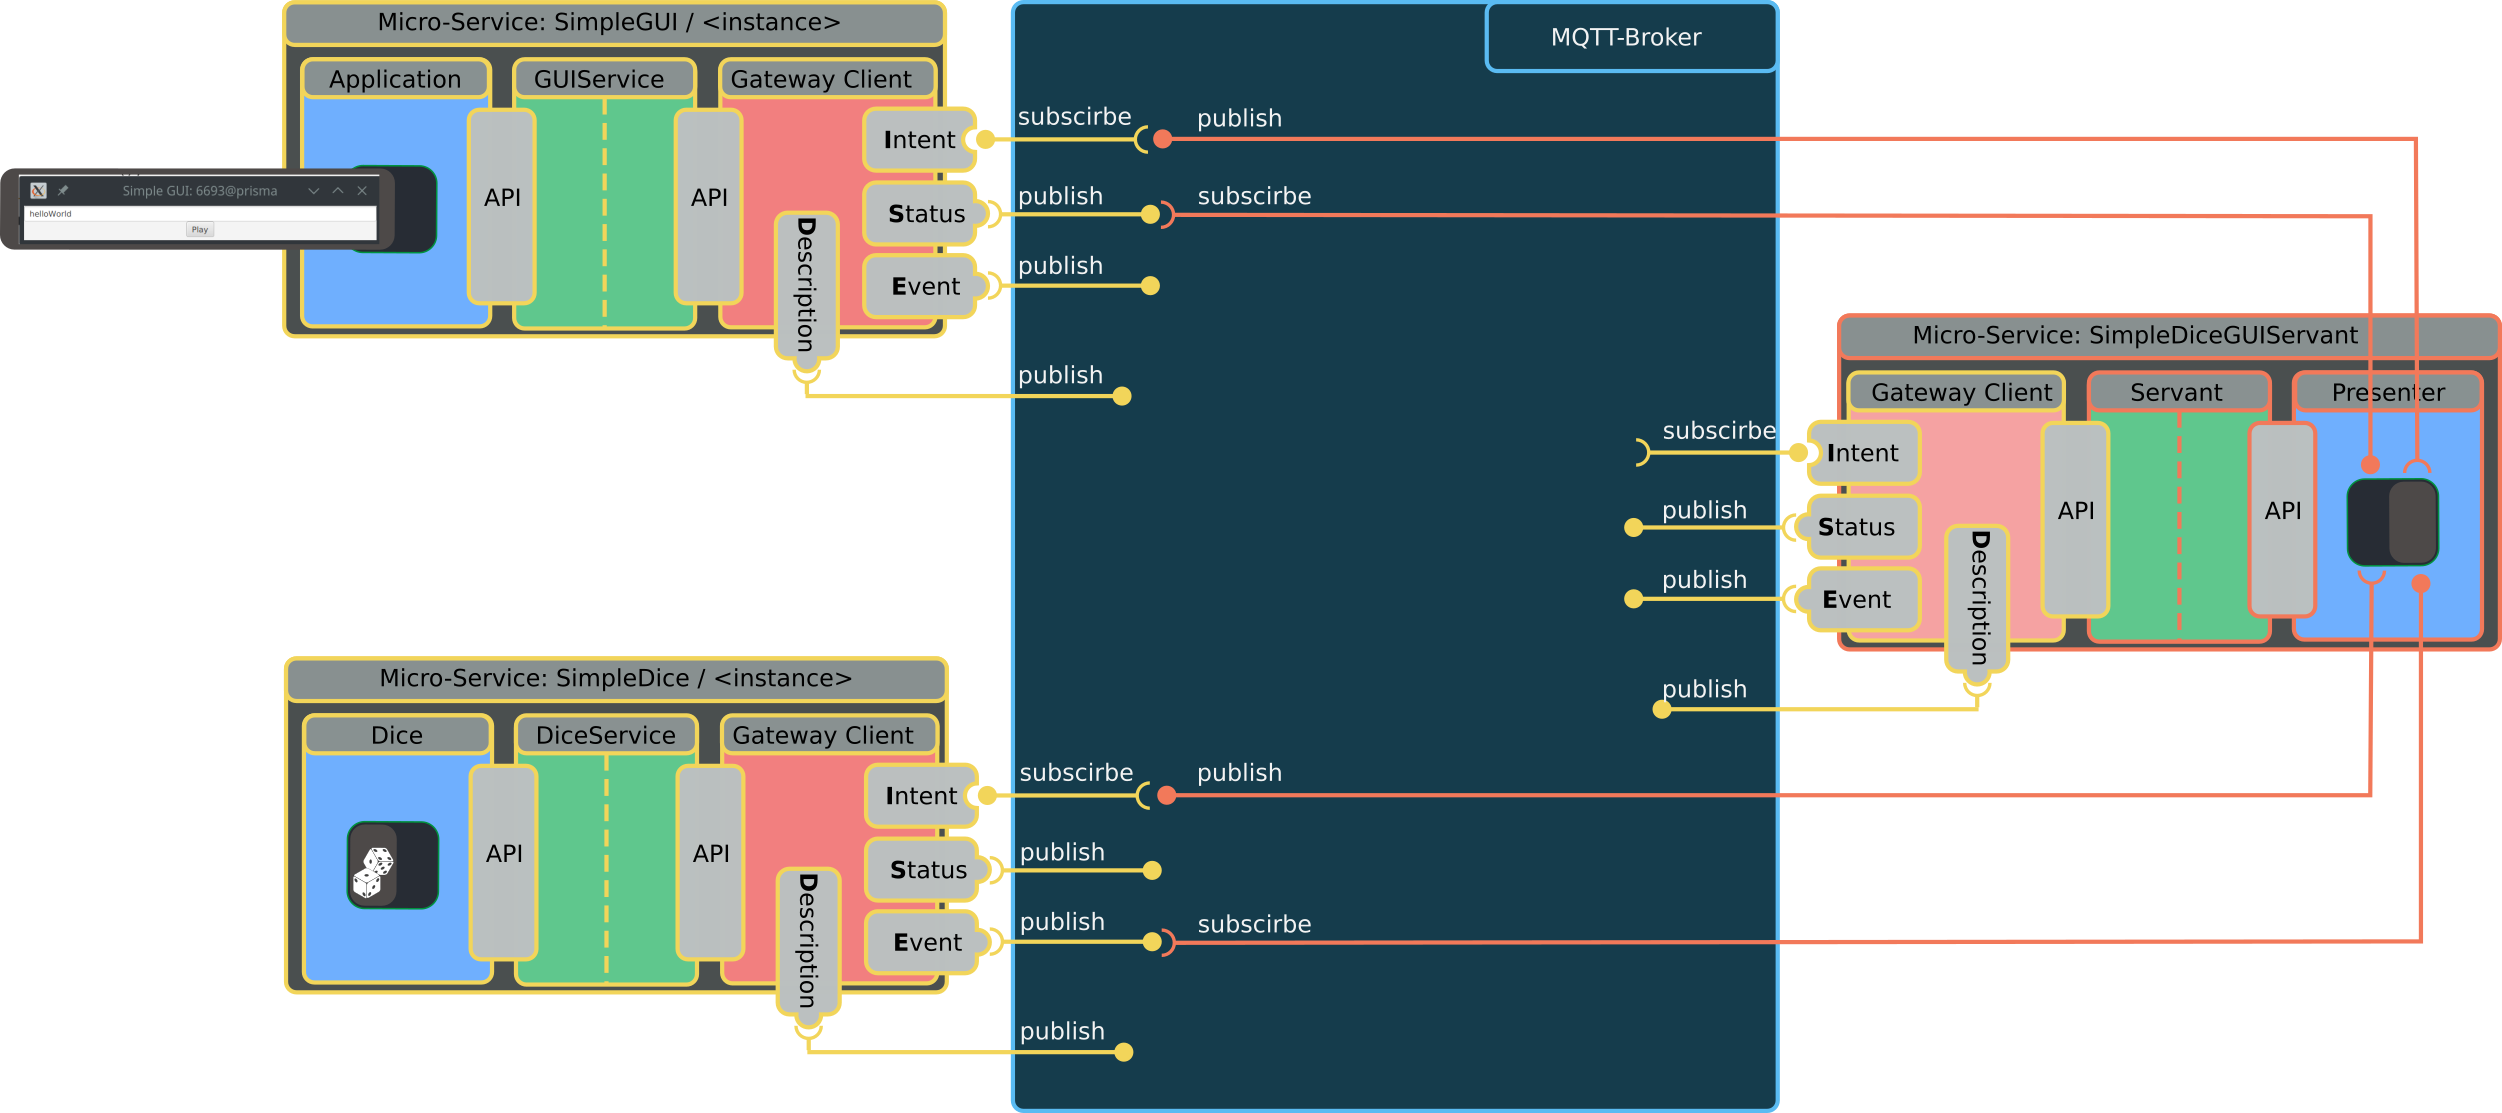 Micro-Service: SimpleGUI / <instance>
Application
GUIService
Gateway Client
API
API
Intent
Status
Event
Description
Simple GUI: 6693@prisma
helloWorld
Play
MQTT-Broker
subscirbe
publish
publish
subscirbe
publish
publish
Micro-Service: SimpleDiceGUIServant
Gateway Client
Servant
Presenter
subscirbe
Intent
publish
Status
publish
Event
Description
API
API
publish
Micro-Service: SimpleDice / <instance>
Dice
DiceService
Gateway Client
API
API
Intent
Status
Event
Description
subscirbe
publish
publish
publish
subscirbe
publish